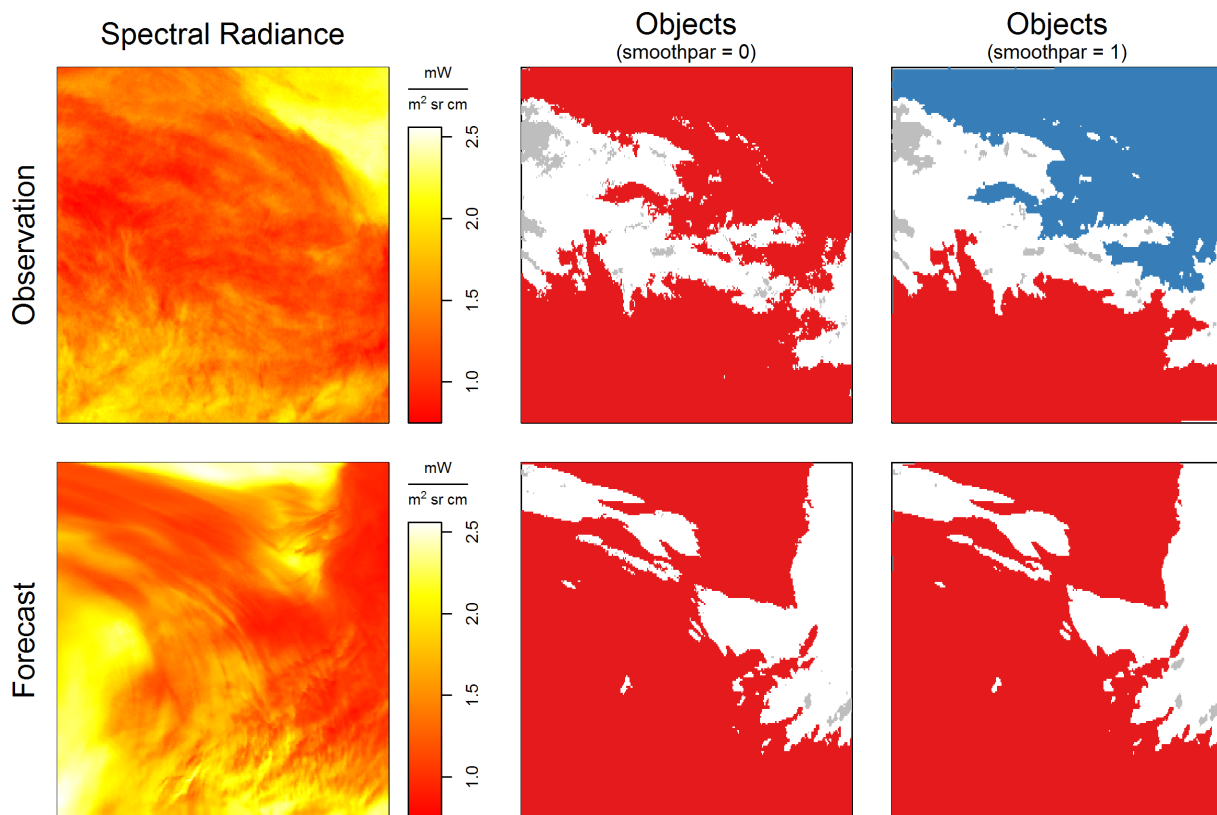 Spectral Radiance
Objects
(smoothpar = 0)
Objects
(smoothpar = 1)
Observation
mW
m² sr cm
2.5
2.0
1.5
1.0
Forecast
mW
m² sr cm
2.5
2.0
1.5
1.0